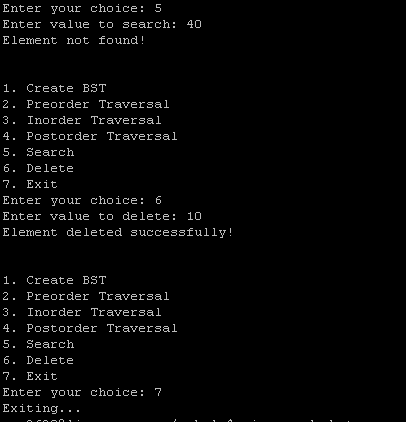 Enter your choice: 5
Enter value to search: 40
Element not found!
1. Create BST
2. Preorder Traversal
3. Inorder Traversal
4. Postorder Traversal
5. Search
6. Delete
7. Exit
Enter your choice: 6
Enter value to delete: 10
Element deleted successfully!
1. Create BST
2. Preorder Traversal
3. Inorder Traversal
4. Postorder Traversal
5. Search
6. Delete
7. Exit
Enter your choice: 7
Exiting...